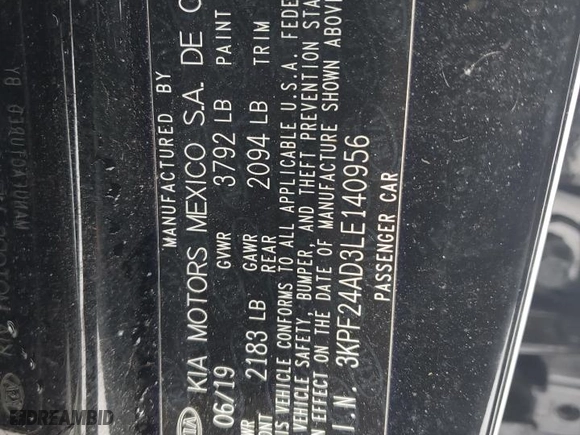 MANUFACTURED BY
KIA MOTORS MEXICO S.A. DE C
06/19 GVWR 3792 LB PAINT
2183 LB GAWR REAR 2094 LB TRIM
VEHICLE CONFORMS TO ALL APPLICABLE U.S.A. FEDE
VEHICLE SAFETY, BUMPER, AND THEFT PREVENTION STA
EFFECT ON THE DATE OF MANUFACTURE SHOWN ABOV
I.N. 3KPF24AD3LE140956
PASSENGER CAR